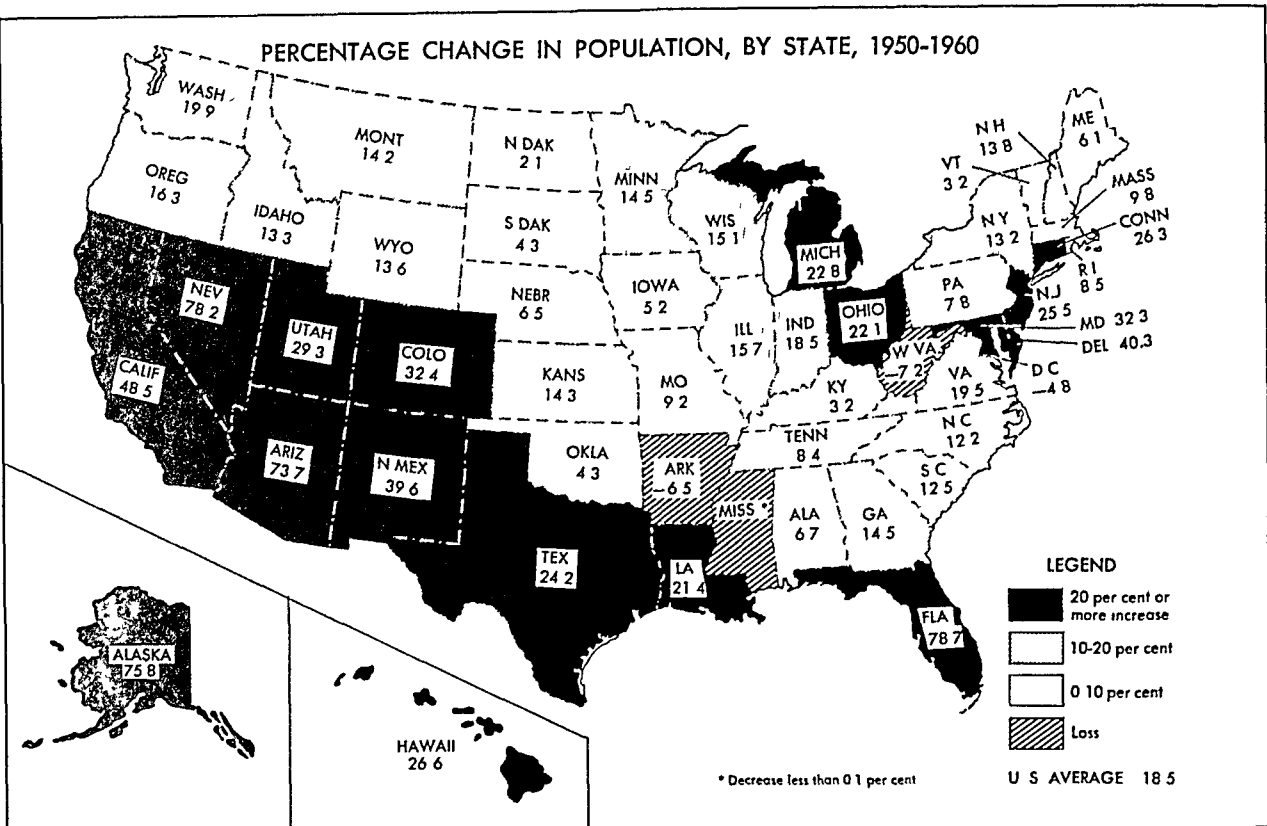 PERCENTAGE CHANGE IN POPULATION, BY STATE, 1950-1960
WASH
19 9
OREG
16 3
IDAHO
13 3
MONT
14 2
WYO
13 6
N DAK
2 1
S DAK
4 3
NEBR
6 5
KANS
14 3
OKLA
4 3
MINN
14 5
IOWA
5 2
MO
9 2
WIS
15 1
ILL
15 7
IND
18 5
MICH
22 8
OHIO
22 1
KY
3 2
TENN
8 4
W VA
–7 2
VA
19 5
N C
12 2
S C
12 5
GA
14 5
ALA
6 7
MISS *
ARK
–6 5
LA
21 4
TEX
24 2
FLA
78 7
NEV
78 2
CALIF
48 5
UTAH
29 3
COLO
32 4
ARIZ
73 7
N MEX
39 6
PA
7 8
NY
13 2
VT
3 2
N H
13 8
ME
6 1
MASS
9 8
CONN
26 3
R I
8 5
N J
25 5
MD 32 3
DEL 40.3
D C
–4 8
ALASKA
75 8
HAWAII
26 6
LEGEND
20 per cent or
more increase
10-20 per cent
0 10 per cent
Loss
* Decrease less than 0 1 per cent
U S AVERAGE 18 5